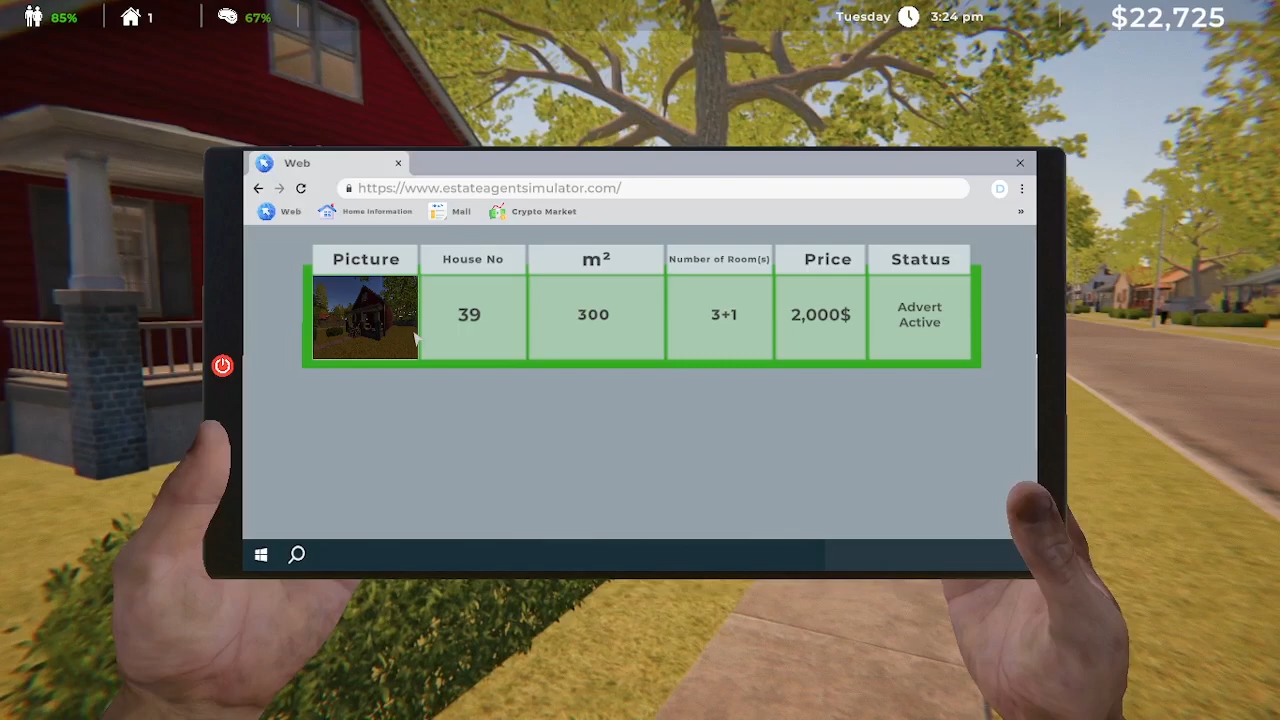 85% 1 67% Tuesday 3:24 pm $22,725
Web
https://www.estateagentsimulator.com/ D
Web Home Information Mail Crypto Market »
Picture House No m² Number of Room(s) Price Status
39 300 3+1 2,000$ Advert
Active